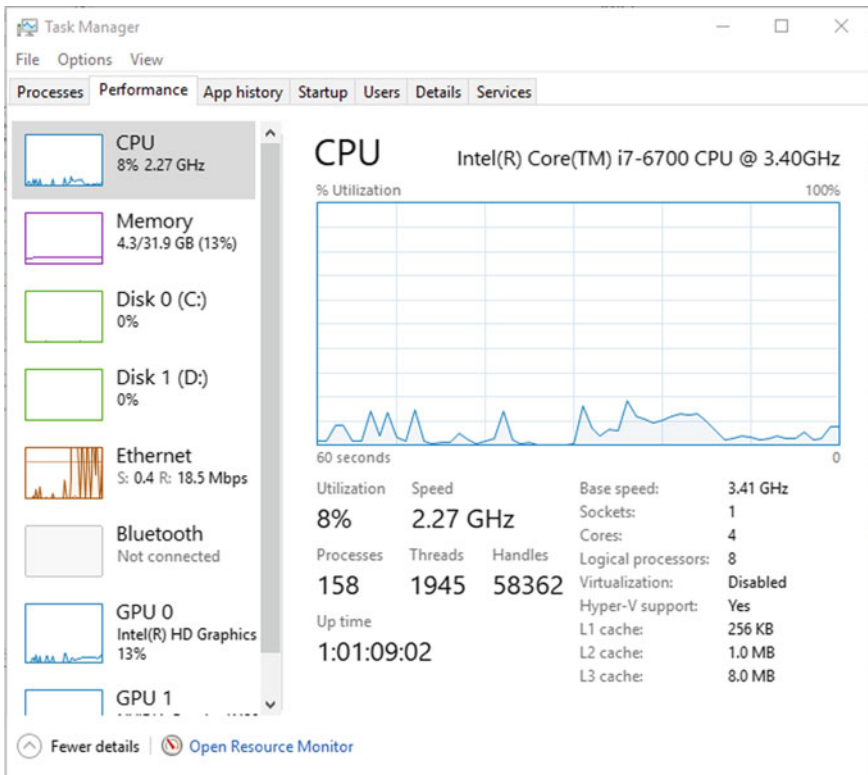 Task Manager
File Options View
Processes Performance App history Startup Users Details Services
CPU
8% 2.27 GHz
Memory
4.3/31.9 GB (13%)
Disk 0 (C:)
0%
Disk 1 (D:)
0%
Ethernet
S: 0.4 R: 18.5 Mbps
Bluetooth
Not connected
GPU 0
Intel(R) HD Graphics
13%
GPU 1
CPU Intel(R) Core(TM) i7-6700 CPU @ 3.40GHz
% Utilization 100%
60 seconds 0
Utilization Speed
8% 2.27 GHz
Processes Threads Handles
158 1945 58362
Up time
1:01:09:02
Base speed: 3.41 GHz
Sockets: 1
Cores: 4
Logical processors: 8
Virtualization: Disabled
Hyper-V support: Yes
L1 cache: 256 KB
L2 cache: 1.0 MB
L3 cache: 8.0 MB
Fewer details Open Resource Monitor